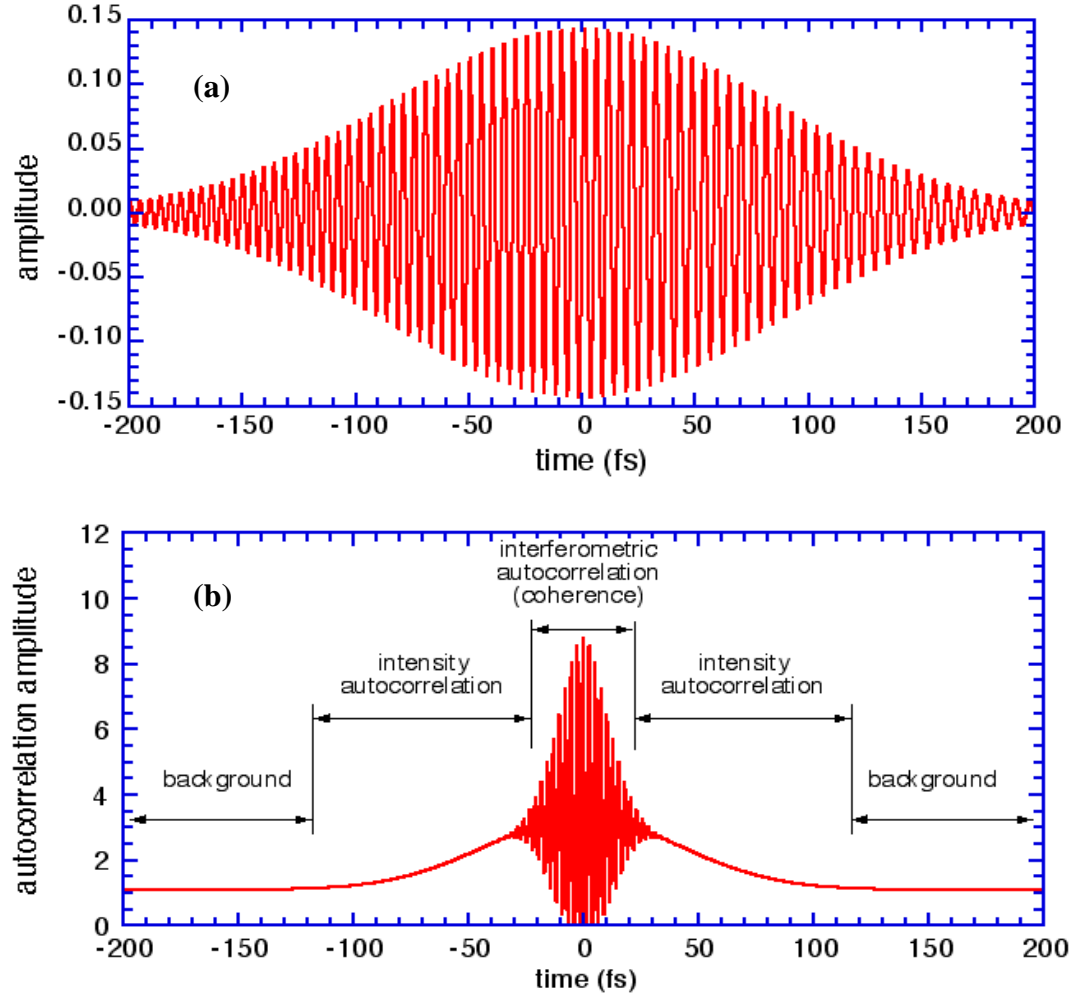 0.15
(a)
0.10
0.05
0.00
-0.05
-0.10
-0.15
amplitude
-200 -150 -100 -50 0 50 100 150 200
time (fs)
12
interferometric
autocorrelation
(coherence)
(b)
10
8
intensity
autocorrelation
intensity
autocorrelation
6
background
background
4
2
0
autocorrelation amplitude
-200 -150 -100 -50 0 50 100 150 200
time (fs)